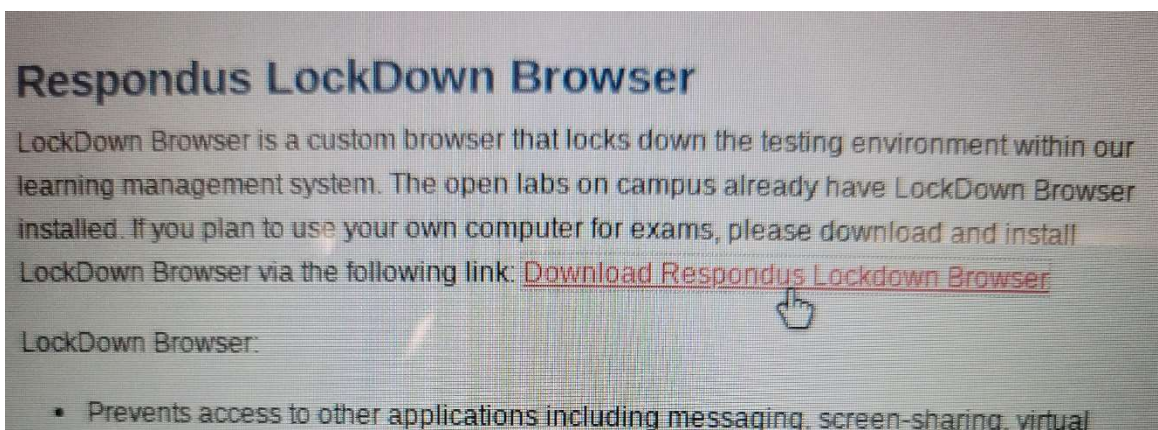 Respondus LockDown Browser
LockDown Browser is a custom browser that locks down the testing environment within our
learning management system. The open labs on campus already have LockDown Browser
installed. If you plan to use your own computer for exams, please download and install
LockDown Browser via the following link: Download Respondus Lockdown Browser
LockDown Browser:
• Prevents access to other applications including messaging, screen-sharing, virtual